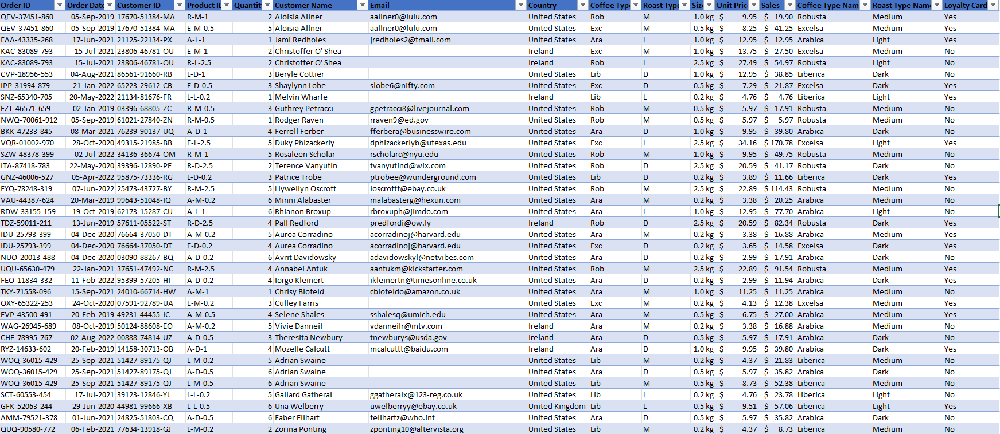 Order ID Order Date Customer ID Product ID Quantit Customer Name Email Country Coffee Type Roast Type Size Unit Price Sales Coffee Type Nam Roast Type Name Loyalty Card
QEV-37451-860 05-Sep-2019 17670-51384-MA R-M-1 2 Aloisia Allner aallner0@lulu.com United States Rob M 1.0 kg $ 9.95 $ 19.90 Robusta Medium Yes
QEV-37451-860 05-Sep-2019 17670-51384-MA E-M-0.5 5 Aloisia Allner aallner0@lulu.com United States Exc M 0.5 kg $ 8.25 $ 41.25 Excelsa Medium Yes
FAA-43335-268 17-Jun-2021 21125-22134-PX A-L-1 1 Jami Redholes jredholes2@tmall.com United States Ara L 1.0 kg $ 12.95 $ 12.95 Arabica Light Yes
KAC-83089-793 15-Jul-2021 23806-46781-OU E-M-1 2 Christoffer O' Shea Ireland Exc M 1.0 kg $ 13.75 $ 27.50 Excelsa Medium No
KAC-83089-793 15-Jul-2021 23806-46781-OU R-L-2.5 2 Christoffer O' Shea Ireland Rob L 2.5 kg $ 27.49 $ 54.97 Robusta Light No
CVP-18956-553 04-Aug-2021 86561-91660-RB L-D-1 3 Beryle Cottier United States Lib D 1.0 kg $ 12.95 $ 38.85 Liberica Dark No
IPP-31994-879 21-Jan-2022 65223-29612-CB E-D-0.5 3 Shaylynn Lobe slobe6@nifty.com United States Exc D 0.5 kg $ 7.29 $ 21.87 Excelsa Dark Yes
SNZ-65340-705 20-May-2022 21134-81676-FR L-L-0.2 1 Melvin Wharfe Ireland Lib L 0.2 kg $ 4.76 $ 4.76 Liberica Light Yes
EZT-46571-659 02-Jan-2019 03396-68805-ZC R-M-0.5 3 Guthrey Petracci gpetracci8@livejournal.com United States Rob M 0.5 kg $ 5.97 $ 17.91 Robusta Medium No
NWQ-70061-912 05-Sep-2019 61021-27840-ZN R-M-0.5 1 Rodger Raven rraven9@ed.gov United States Rob M 0.5 kg $ 5.97 $ 5.97 Robusta Medium No
BKK-47233-845 08-Mar-2021 76239-90137-UQ A-D-1 4 Ferrell Ferber fferbera@businesswire.com United States Ara D 1.0 kg $ 9.95 $ 39.80 Arabica Dark No
VQR-01002-970 28-Oct-2020 49315-21985-BB E-L-2.5 5 Duky Phizackerly dphizackerlyb@utexas.edu United States Exc L 2.5 kg $ 34.16 $ 170.78 Excelsa Light Yes
SZW-48378-399 02-Jul-2022 34136-36674-OM R-M-1 5 Rosaleen Scholar rscholarc@nyu.edu United States Rob M 1.0 kg $ 9.95 $ 49.75 Robusta Medium No
ITA-87418-783 22-May-2020 39396-12890-PE R-D-2.5 2 Terence Vanyutin tvanyutind@wix.com United States Rob D 2.5 kg $ 20.59 $ 41.17 Robusta Dark No
GNZ-46006-527 05-Apr-2022 95875-73336-RG L-D-0.2 3 Patrice Trobe ptrobee@wunderground.com United States Lib D 0.2 kg $ 3.89 $ 11.66 Liberica Dark Yes
FYQ-78248-319 07-Jun-2022 25473-43727-BY R-M-2.5 5 Llywellyn Oscroft loscroftf@ebay.co.uk United States Rob M 2.5 kg $ 22.89 $ 114.43 Robusta Medium No
VAU-44387-624 20-Mar-2019 99643-51048-IQ A-M-0.2 6 Minni Alabaster malabasterg@hexun.com United States Ara M 0.2 kg $ 3.38 $ 20.25 Arabica Medium No
RDW-33155-159 19-Oct-2019 62173-15287-CU A-L-1 6 Rhianon Broxup rbroxuph@jimdo.com United States Ara L 1.0 kg $ 12.95 $ 77.70 Arabica Light No
TDZ-59011-211 13-Jun-2019 57611-05522-ST R-D-2.5 4 Pall Redford predfordi@ow.ly Ireland Rob D 2.5 kg $ 20.59 $ 82.34 Robusta Dark Yes
IDU-25793-399 04-Dec-2020 76664-37050-DT A-M-0.2 5 Aurea Corradino acorradinoj@harvard.edu United States Ara M 0.2 kg $ 3.38 $ 16.88 Arabica Medium Yes
IDU-25793-399 04-Dec-2020 76664-37050-DT E-D-0.2 4 Aurea Corradino acorradinoj@harvard.edu United States Exc D 0.2 kg $ 3.65 $ 14.58 Excelsa Dark Yes
NUO-20013-488 04-Dec-2020 03090-88267-BQ A-D-0.2 6 Avrit Davidowsky adavidowskyl@netvibes.com United States Ara D 0.2 kg $ 2.99 $ 17.91 Arabica Dark No
UQU-65630-479 22-Jan-2021 37651-47492-NC R-M-2.5 4 Annabel Antuk aantukm@kickstarter.com United States Rob M 2.5 kg $ 22.89 $ 91.54 Robusta Medium Yes
FEO-11834-332 11-Feb-2022 95399-57205-HI A-D-0.2 4 Iorgo Kleinert ikleinertn@timesonline.co.uk United States Ara D 0.2 kg $ 2.99 $ 11.94 Arabica Dark Yes
TKY-71558-096 15-Sep-2021 24010-66714-HW A-M-1 1 Chrisy Blofeld cblofeldo@amazon.co.uk United States Ara M 1.0 kg $ 11.25 $ 11.25 Arabica Medium No
OXY-65322-253 24-Oct-2020 07591-92789-UA E-M-0.2 3 Culley Farris United States Exc M 0.2 kg $ 4.13 $ 12.38 Excelsa Medium Yes
EVP-43500-491 20-Feb-2019 49231-44455-IC A-M-0.5 4 Selene Shales sshalesq@umich.edu United States Ara M 0.5 kg $ 6.75 $ 27.00 Arabica Medium Yes
WAG-26945-689 08-Oct-2019 50124-88608-EO A-M-0.2 5 Vivie Danneil vdanneilr@mtv.com Ireland Ara M 0.2 kg $ 3.38 $ 16.88 Arabica Medium No
CHE-78995-767 02-Aug-2022 00888-74814-UZ A-D-0.5 3 Theresita Newbury tnewburys@usda.gov Ireland Ara D 0.5 kg $ 5.97 $ 17.91 Arabica Dark No
RYZ-14633-602 20-Feb-2019 14158-30713-OB A-D-1 4 Mozelle Calcutt mcalcuttt@baidu.com Ireland Ara D 1.0 kg $ 9.95 $ 39.80 Arabica Dark Yes
WOQ-36015-429 25-Sep-2021 51427-89175-QJ L-M-0.2 5 Adrian Swaine United States Lib M 0.2 kg $ 4.37 $ 21.83 Liberica Medium No
WOQ-36015-429 25-Sep-2021 51427-89175-QJ A-D-0.5 6 Adrian Swaine United States Ara D 0.5 kg $ 5.97 $ 35.82 Arabica Dark No
WOQ-36015-429 25-Sep-2021 51427-89175-QJ L-M-0.5 6 Adrian Swaine United States Lib M 0.5 kg $ 8.73 $ 52.38 Liberica Medium No
SCT-60553-454 17-Jul-2021 39123-12846-YJ L-L-0.2 5 Gallard Gatheral ggatheralx@123-reg.co.uk United States Lib L 0.2 kg $ 4.76 $ 23.78 Liberica Light No
GFK-52063-244 29-Jun-2020 44981-99666-XB L-L-0.5 6 Una Welberry uwelberryy@ebay.co.uk United Kingdom Lib L 0.5 kg $ 9.51 $ 57.06 Liberica Light Yes
AMM-79521-378 01-Jun-2021 24825-51803-CQ A-D-0.5 6 Faber Eilhart feilhartz@who.int United States Ara D 0.5 kg $ 5.97 $ 35.82 Arabica Dark No
QUQ-90580-772 06-Feb-2021 77634-13918-GJ L-M-0.2 2 Zorina Ponting zponting10@altervista.org United States Lib M 0.2 kg $ 4.37 $ 8.73 Liberica Medium No